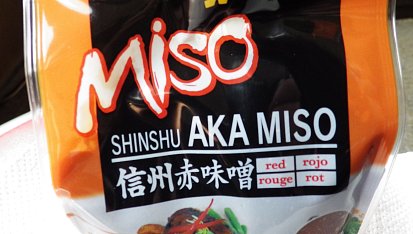 Miso
SHINSHU AKA MISO
信州赤味噌
red rojo
rouge rot